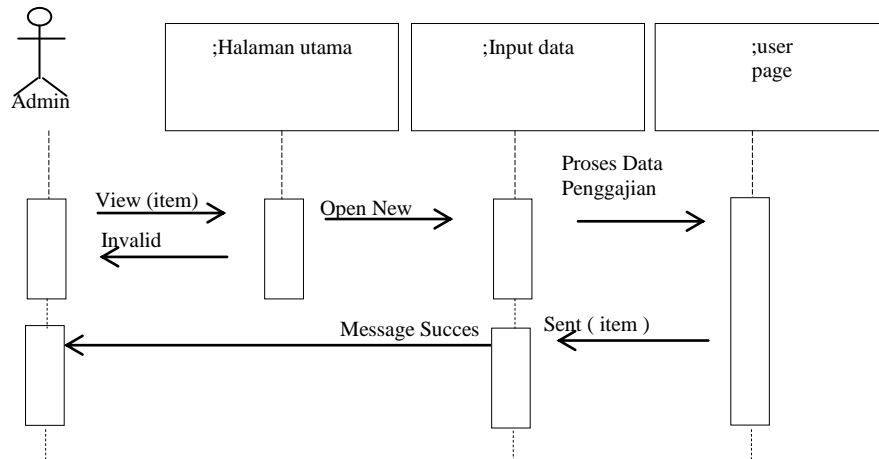 ;Halaman utama
;Input data
;user
page
Admin
Proses Data
Penggajian
View (item)
Open New
Invalid
Message Succes
Sent ( item )